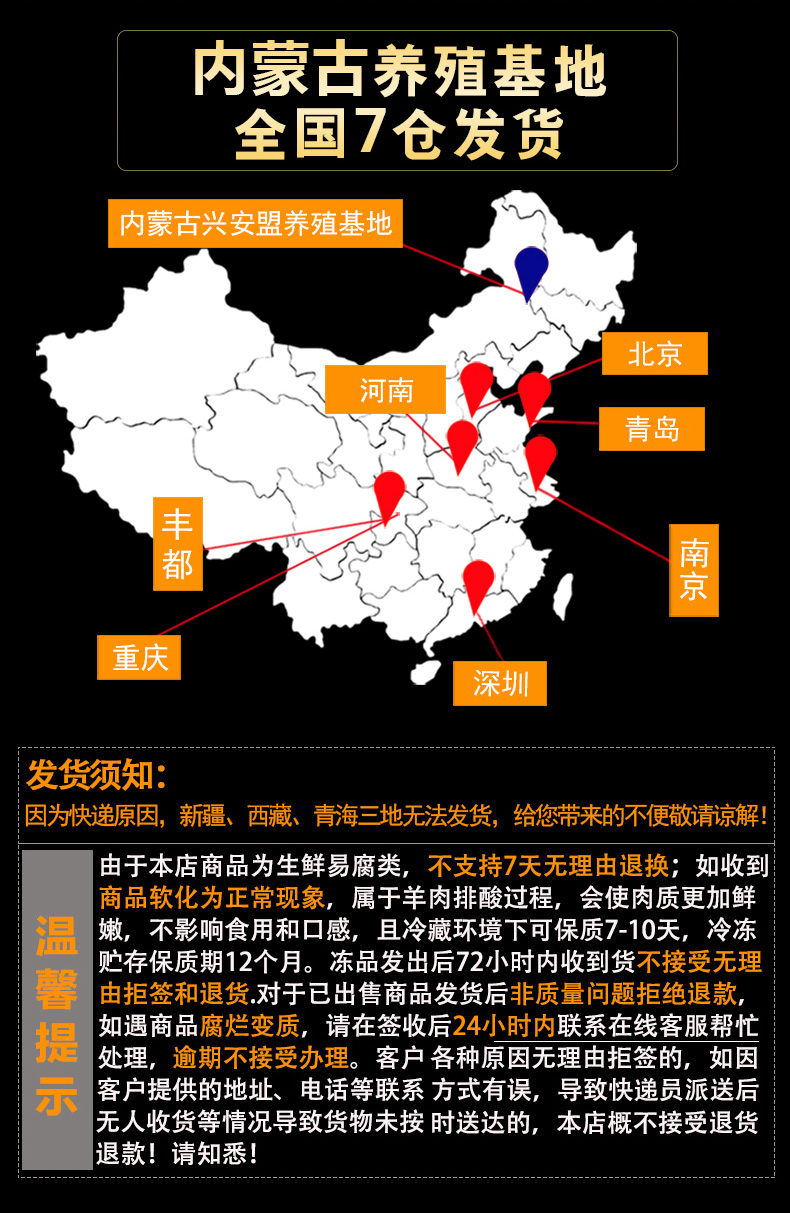 内蒙古养殖基地
全国7仓发货
内蒙古兴安盟养殖基地
北京
河南
青岛
丰都
南京
重庆
深圳
发货须知：
因为快递原因，新疆、西藏、青海三地无法发货，给您带来的不便敬请谅解！
温馨提示
由于本店商品为生鲜易腐类，不支持7天无理由退换；如收到
商品软化为正常现象，属于羊肉排酸过程，会使肉质更加鲜
嫩，不影响食用和口感，且冷藏环境下可保质7-10天，冷冻
贮存保质期12个月。冻品发出后72小时内收到货不接受无理
由拒签和退货.对于已出售商品发货后非质量问题拒绝退款，
如遇商品腐烂变质，请在签收后24小时内联系在线客服帮忙
处理，逾期不接受办理。客户 各种原因无理由拒签的，如因
客户提供的地址、电话等联系 方式有误，导致快递员派送后
无人收货等情况导致货物未按 时送达的，本店概不接受退货
退款！请知悉！